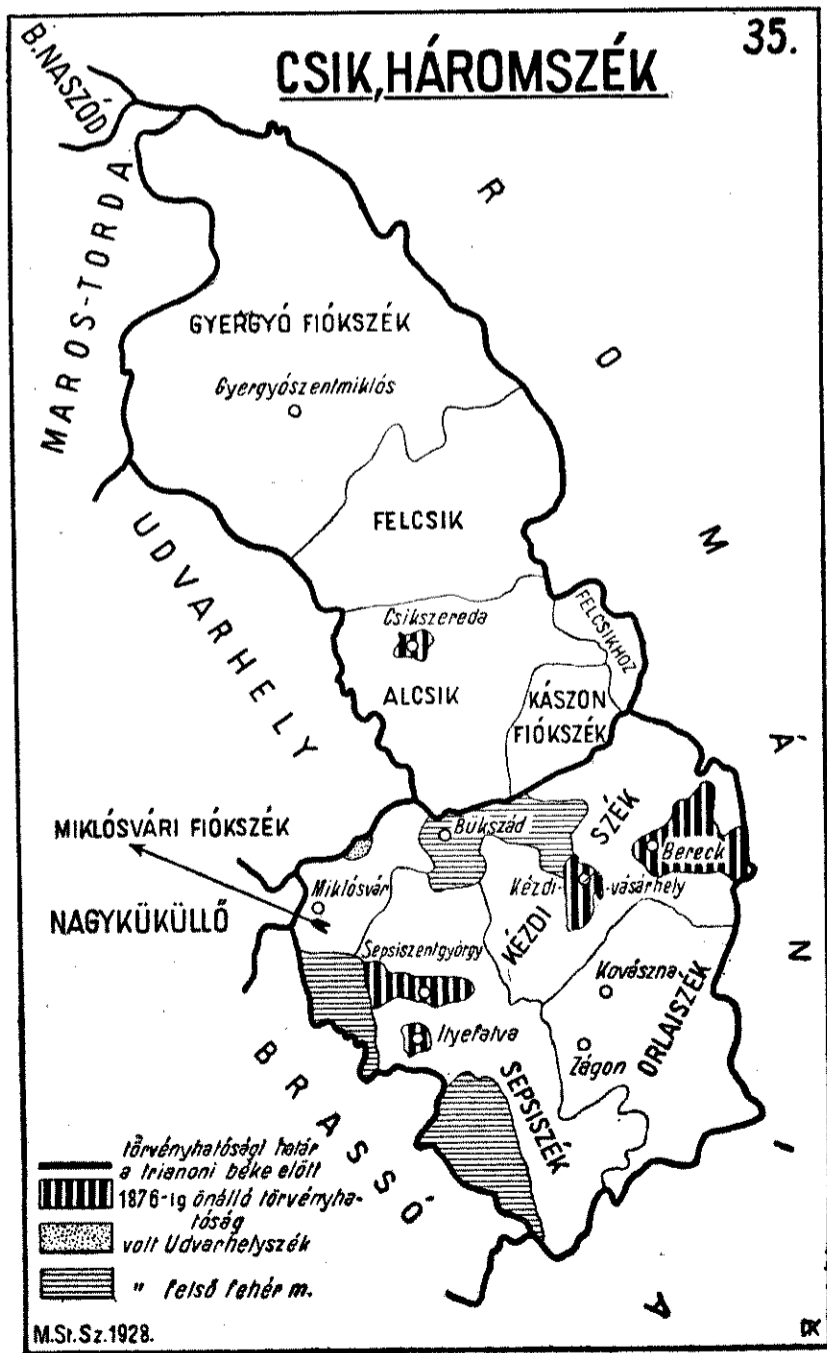 35.
CSIK, HÁROMSZÉK
B.NASZÓD
MAROS-TORDA
ROMÁNIA
GYERGYÓ FIÓKSZÉK
Gyergyószentmiklós
UDVARHELY
FELCSIK
Csikszereda
FELCSIKHOZ
ALCSIK
KÁSZON
FIÓKSZÉK
MIKLÓSVÁRI FIÓKSZÉK
Bükszád
KÉZDI SZÉK
Bereck
Miklósvár
Kézdi-vásárhely
NAGYKÜKÜLLŐ
Sepsiszentgyörgy
Kovászna
Ilyefalva
Zágon
ORLAISZÉK
SEPSISZÉK
BRASSÓ
törvényhatósági határ
a trianoni béke előtt
1876-ig önálló törvényha-
tóság
volt Udvarhelyszék
" felső fehér m.
M.St.Sz.1928.